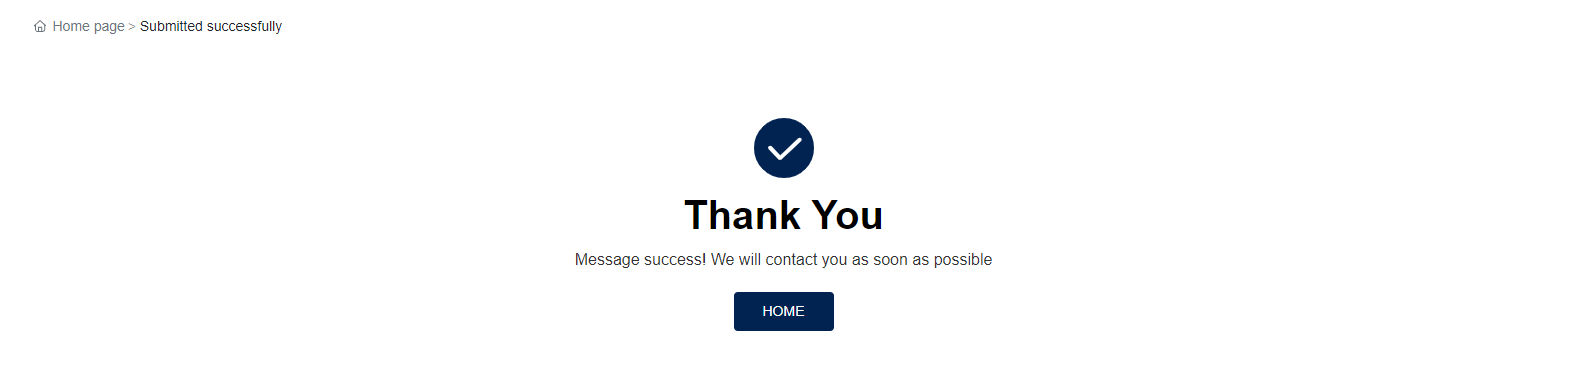 Home page > Submitted successfully
Thank You
Message success! We will contact you as soon as possible
HOME